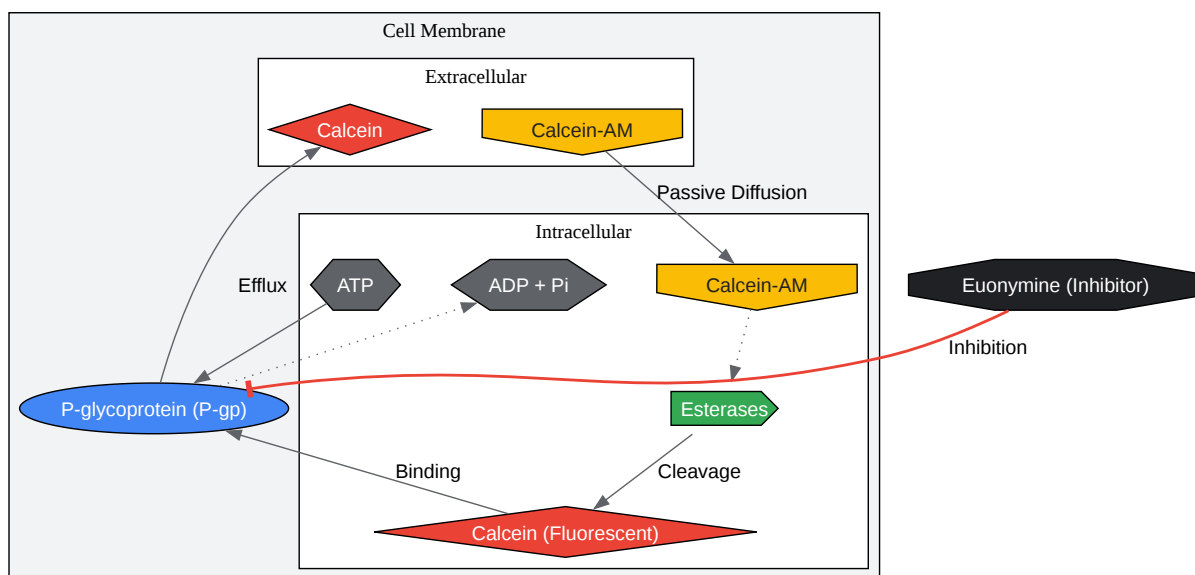 Cell Membrane
Extracellular
Calcein
Calcein-AM
Passive Diffusion
Intracellular
Efflux
ATP
ADP + Pi
Calcein-AM
Euonymine (Inhibitor)
Inhibition
P-glycoprotein (P-gp)
Esterases
Binding
Cleavage
Calcein (Fluorescent)